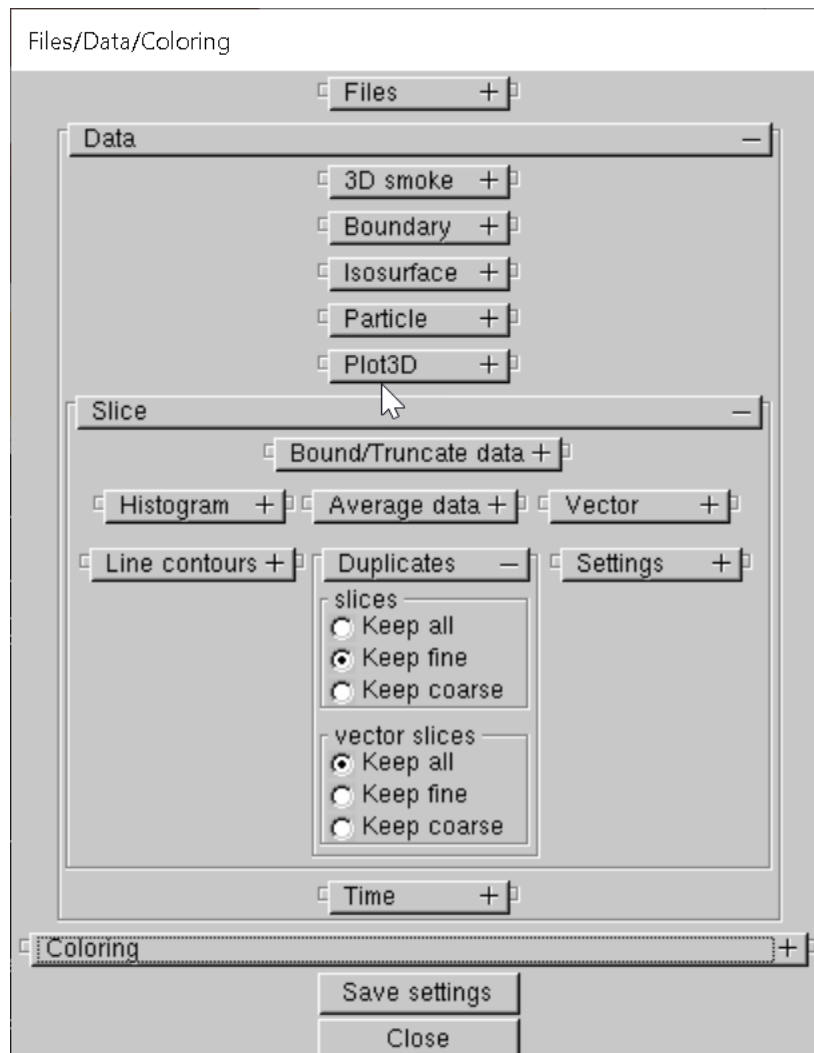 Files/Data/Coloring
Files +
Data −
3D smoke +
Boundary +
Isosurface +
Particle +
Plot3D +
Slice −
Bound/Truncate data +
Histogram + Average data + Vector +
Line contours + Duplicates − Settings +
slices
Keep all
Keep fine
Keep coarse
vector slices
Keep all
Keep fine
Keep coarse
Time +
Coloring +
Save settings
Close